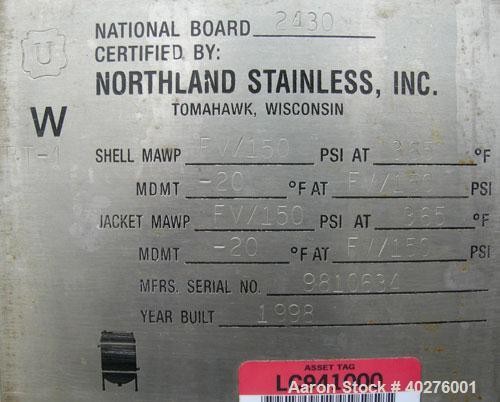 U
NATIONAL BOARD 2430
CERTIFIED BY:
NORTHLAND STAINLESS, INC.
TOMAHAWK, WISCONSIN
W
SHELL MAWP FV/150 PSI AT 365 °F
MDMT -20 °F AT FV/150 PSI
JACKET MAWP FV/150 PSI AT 365 °F
MDMT -20 °F AT FV/150 PSI
MFRS. SERIAL NO. 9810634
YEAR BUILT 1998
ASSET TAG
LC941000
Aaron Stock # 40276001